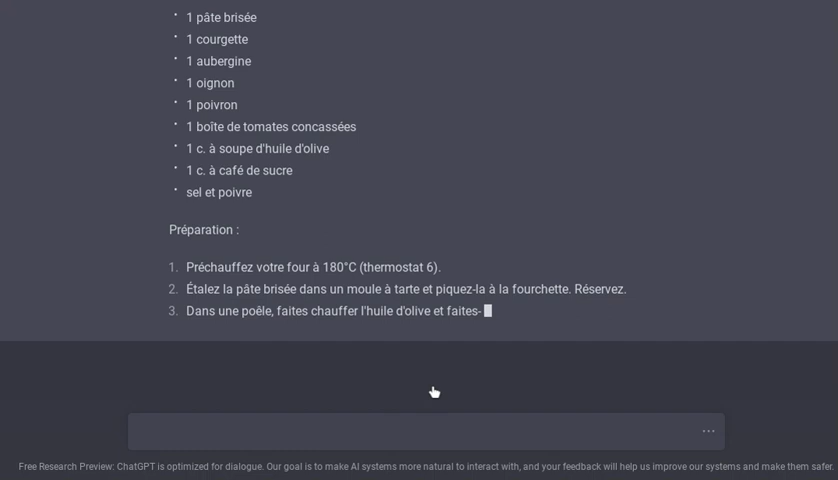 1 pâte brisée
1 courgette
1 aubergine
1 oignon
1 poivron
1 boîte de tomates concassées
1 c. à soupe d'huile d'olive
1 c. à café de sucre
sel et poivre
Préparation :
1. Préchauffez votre four à 180°C (thermostat 6).
2. Étalez la pâte brisée dans un moule à tarte et piquez-la à la fourchette. Réservez.
3. Dans une poêle, faites chauffer l'huile d'olive et faites-
Free Research Preview: ChatGPT is optimized for dialogue. Our goal is to make AI systems more natural to interact with, and your feedback will help us improve our systems and make them safer.